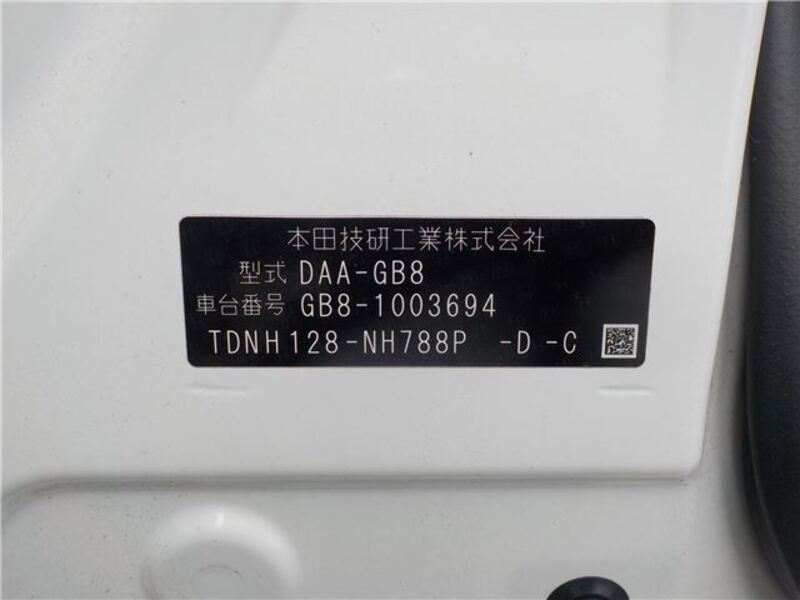 本田技研工業株式会社
型式 DAA-GB8
車台番号 GB8-1003694
TDNH128-NH788P -D-C